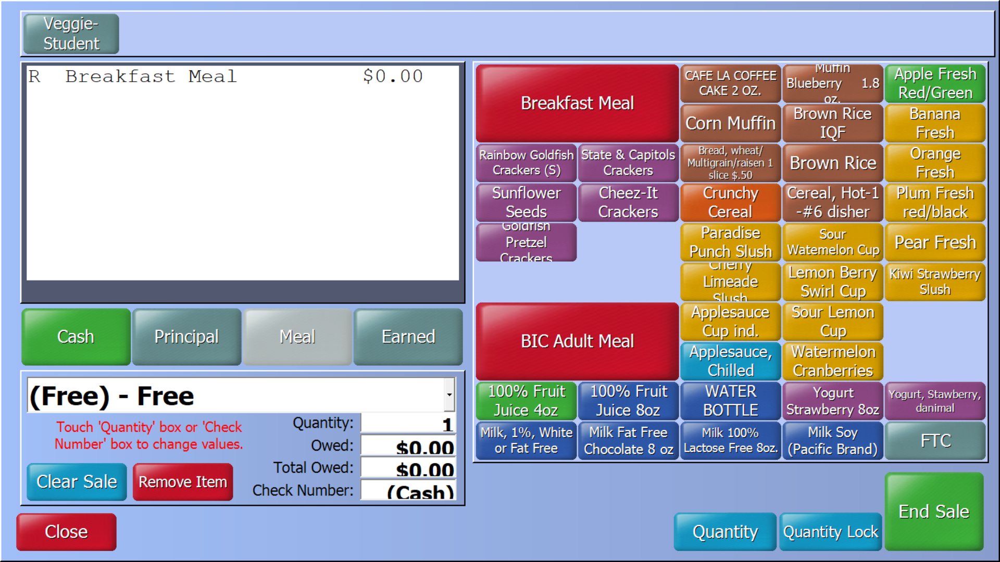 Veggie-
Student
R Breakfast Meal $0.00
Breakfast Meal
CAFE LA COFFEE
CAKE 2 OZ.
Muffin
Blueberry 1.8
oz.
Apple Fresh
Red/Green
Corn Muffin
Brown Rice
IQF
Banana
Fresh
Rainbow Goldfish
Crackers (S)
State & Capitols
Crackers
Bread, wheat/
Multigrain/raisen 1
slice $.50
Brown Rice
Orange
Fresh
Sunflower
Seeds
Cheez-It
Crackers
Crunchy
Cereal
Cereal, Hot-1
-#6 disher
Plum Fresh
red/black
Goldfish
Pretzel
Crackers
Paradise
Punch Slush
Sour
Watemelon Cup
Pear Fresh
Cherry
Limeade
Slush
Lemon Berry
Swirl Cup
Kiwi Strawberry
Slush
BIC Adult Meal
Applesauce
Cup ind.
Sour Lemon
Cup
Applesauce,
Chilled
Watermelon
Cranberries
100% Fruit
Juice 4oz
100% Fruit
Juice 8oz
WATER
BOTTLE
Yogurt
Strawberry 8oz
Yogurt, Stawberry,
danimal
Milk, 1%, White
or Fat Free
Milk Fat Free
Chocolate 8 oz
Milk 100%
Lactose Free 8oz.
Milk Soy
(Pacific Brand)
FTC
Cash
Principal
Meal
Earned
(Free) - Free
Touch 'Quantity' box or 'Check
Number' box to change values.
Quantity: 1
Owed: $0.00
Total Owed: $0.00
Check Number: (Cash)
Clear Sale
Remove Item
Close
Quantity
Quantity Lock
End Sale